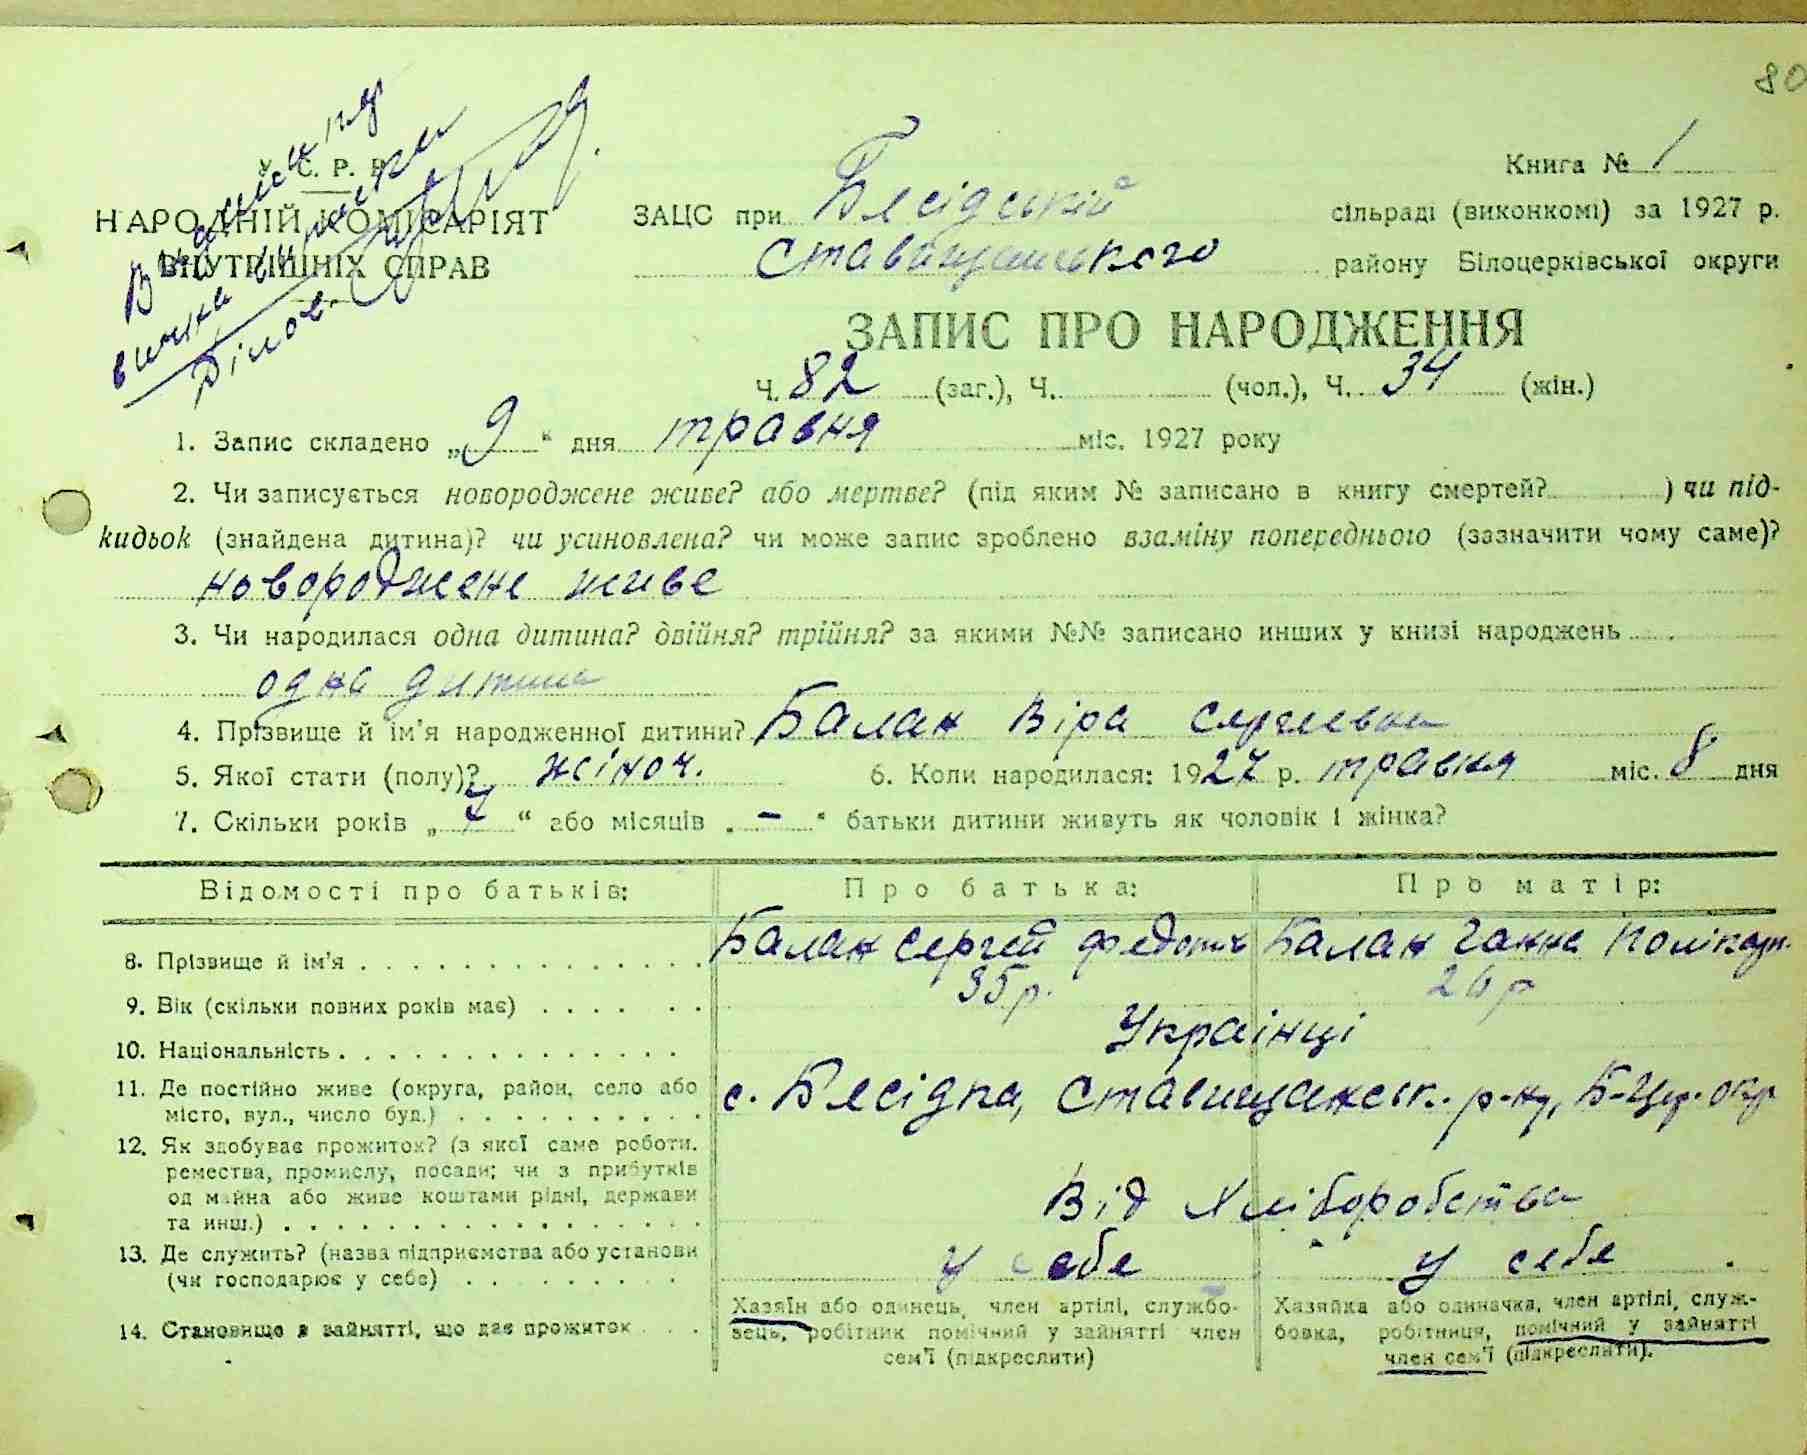 80
У. С. Р. Р.
Книга № 1
НАРОДНІЙ КОМІСАРІЯТ
ВНУТРІШНІХ СПРАВ
ЗАЦС при Бесідській сільраді (виконкомі) за 1927 р.
Ставищанського району Білоцерківської округи
ЗАПИС ПРО НАРОДЖЕННЯ
Ч. 82 (заг.), Ч. (чол.), Ч. 34 (жін.)
1. Запис складено „9“ дня травня міс. 1927 року
2. Чи записується новороджене живе? або мертве? (під яким № записано в книгу смертей? ) чи під-
кидьок (знайдена дитина)? чи усиновлена? чи може запис зроблено взаміну попереднього (зазначити чому саме)?
новороджене живе
3. Чи народилася одна дитина? двійня? трійня? за якими №№ записано инших у книзі народжень
одна дитина
4. Прізвище й ім'я народженної дитини? Балан Віра Сергіевна
5. Якої стати (полу)? жіноч. 6. Коли народилася: 1927 р. травня міс. 8 дня
7. Скільки років „7“ або місяців „-“ батьки дитини живуть як чоловік і жінка?
Відомості про батьків: Про батька: Про матір:
8. Прізвище й ім'я Балан Сергій Федотич Балан Ганна Полікарп.
9. Вік (скільки повних років має) 35 р. 26 р
10. Національність Украінці
11. Де постійно живе (округа, район, село або
місто, вул., число буд.) с. Бесідка, Ставищанськ. р-ну, Б-Цер. окр
12. Як здобуває прожиток? (з якої саме роботи,
ремества, промислу, посади; чи з прибутків
од майна або живе коштами рідні, держави
та инш.) Від хліборобства
13. Де служить? (назва підприємства або установи
(чи господарює у себе) у себе у себе
14. Становище в зайнятті, що дає прожиток
Хазяїн або одинець, член артілі, службо-
вець, робітник помічний у зайнятті член
сем'ї (підкреслити)
Хазяйка або одиначка, член артілі, служ-
бовка, робітниця, помічний у зайнятті
член сем'ї (підкреслити).